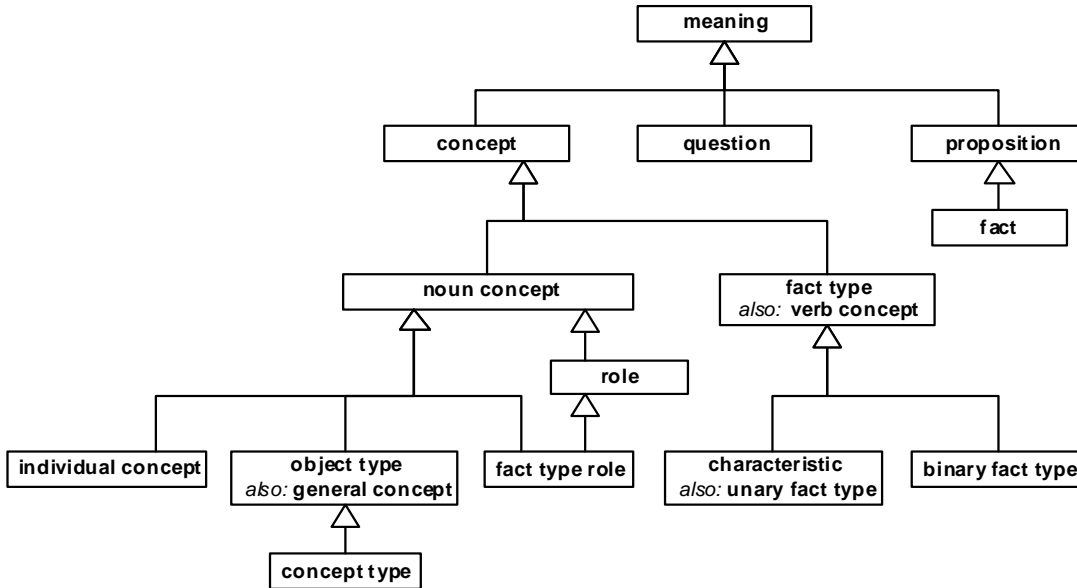 meaning
concept
question
proposition
fact
noun concept
fact type
also: verb concept
role
individual concept
object type
also: general concept
fact type role
characteristic
also: unary fact type
binary fact type
concept type